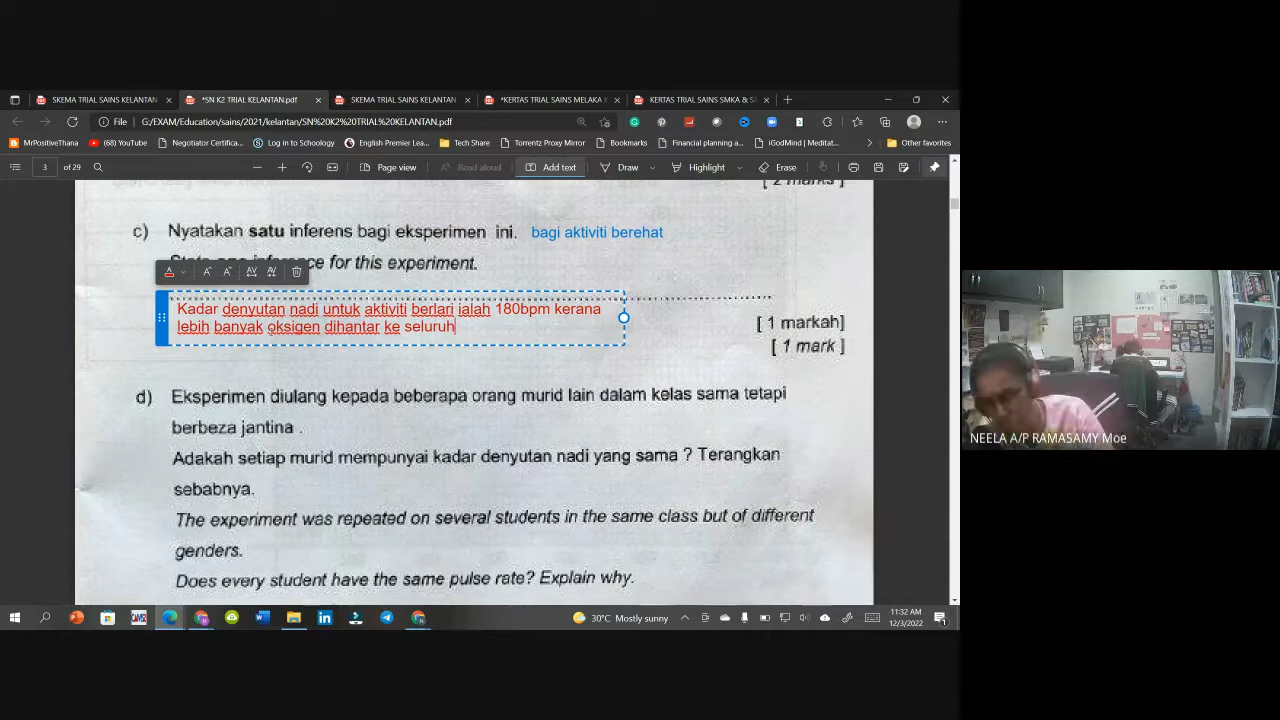 SKEMA TRIAL SAINS KELANTAN
*SN K2 TRIAL KELANTAN.pdf
SKEMA TRIAL SAINS KELANTAN
*KERTAS TRIAL SAINS MELAKA
KERTAS TRIAL SAINS SMKA & S
File
G:/EXAM/Education/sains/2021/kelantan/SN%20K2%20TRIAL%20KELANTAN.pdf
MrPositiveThana
(68) YouTube
Negotiator Certifica...
Log in to Schoology
English Premier Lea...
Tech Share
Torrentz Proxy Mirror
Bookmarks
Financial planning a...
iGodMind | Meditat...
Other favorites
3 of 29
Page view
Read aloud
Add text
Draw
Highlight
Erase
[ 2 marks ]
c) Nyatakan satu inferens bagi eksperimen ini. bagi aktiviti berehat
State one inference for this experiment.
Kadar denyutan nadi untuk aktiviti berlari ialah 180bpm kerana
lebih banyak oksigen dihantar ke seluruh
[ 1 markah]
[ 1 mark ]
d) Eksperimen diulang kepada beberapa orang murid lain dalam kelas sama tetapi
berbeza jantina .
Adakah setiap murid mempunyai kadar denyutan nadi yang sama ? Terangkan
sebabnya.
The experiment was repeated on several students in the same class but of different
genders.
Does every student have the same pulse rate? Explain why.
NEELA A/P RAMASAMY Moe
30°C Mostly sunny
11:32 AM
12/3/2022